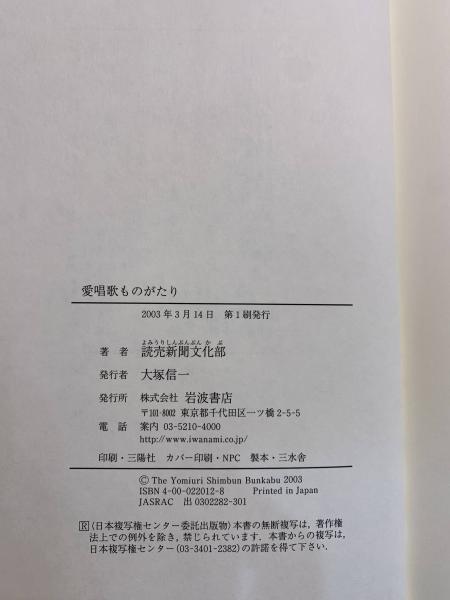 愛唱歌ものがたり
2003年3月14日 第1刷発行
よみうりしんぶんぶんかぶ
著者 読売新聞文化部
発行者 大塚信一
発行所 株式会社 岩波書店
〒101-8002 東京都千代田区一ツ橋2-5-5
電話 案内 03-5210-4000
http://www.iwanami.co.jp/
印刷・三陽社 カバー印刷・NPC 製本・三水舎
© The Yomiuri Shimbun Bunkabu 2003
ISBN 4-00-022012-8 Printed in Japan
JASRAC 出 0302282-301
Ⓡ〈日本複写権センター委託出版物〉本書の無断複写は，著作権
法上での例外を除き，禁じられています．本書からの複写は，
日本複写権センター(03-3401-2382)の許諾を得て下さい．